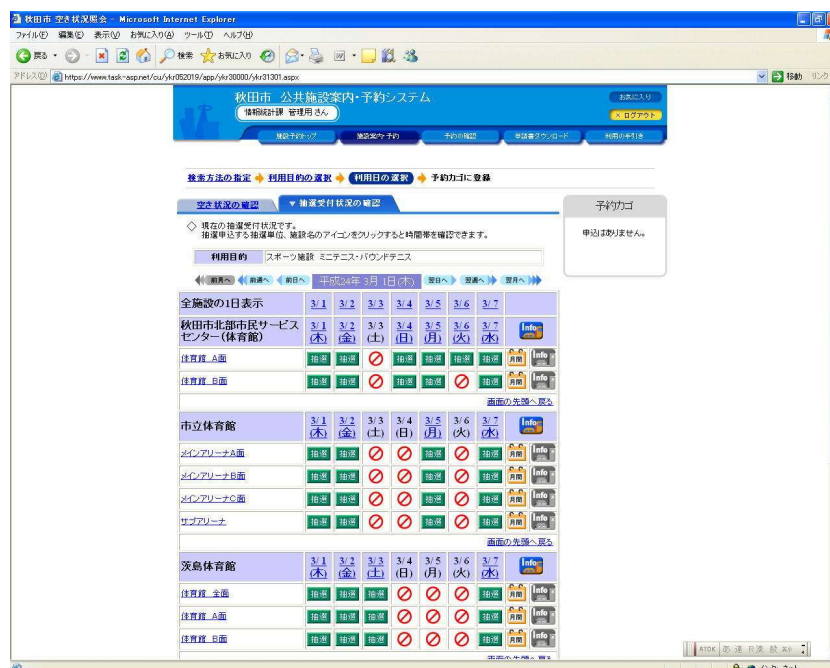 秋田市 空き状況照会 - Microsoft Internet Explorer
ファイル(F) 編集(E) 表示(V) お気に入り(A) ツール(T) ヘルプ(H)
戻る 検索 お気に入り
アドレス(D) https://www.task-asp.net/cu/ykr052019/app/ykr30000/ykr31301.aspx 移動 リンク
秋田市 公共施設案内・予約システム お気に入り
情報統計課 管理用さん × ログアウト
施設予約トップ 施設案内・予約 予約の確認 申請書ダウンロード 利用の手引き
検索方法の指定 利用目的の選択 利用日の選択 予約カゴに登録
空き状況の確認 ▼ 抽選受付状況の確認 予約カゴ
◇ 現在の抽選受付状況です。
抽選申込する抽選単位、施設名のアイコンをクリックすると時間帯を確認できます。 申込はありません。
利用目的 スポーツ施設 ミニテニス・バウンドテニス
前月へ 前週へ 前日へ 平成24年 3月 1日(木) 翌日へ 翌週へ 翌月へ
全施設の1日表示 3/1 3/2 3/3 3/4 3/5 3/6 3/7
秋田市北部市民サービスセンター(体育館) 3/1(木) 3/2(金) 3/3(土) 3/4(日) 3/5(月) 3/6(火) 3/7(水) Info
体育館 A面 抽選 抽選 抽選 抽選 抽選 抽選 月間 Info
体育館 B面 抽選 抽選 抽選 抽選 抽選 月間 Info
画面の先頭へ戻る
市立体育館 3/1(木) 3/2(金) 3/3(土) 3/4(日) 3/5(月) 3/6(火) 3/7(水) Info
メインアリーナA面 抽選 抽選 抽選 抽選 月間 Info
メインアリーナB面 抽選 抽選 抽選 抽選 月間 Info
メインアリーナC面 抽選 抽選 抽選 抽選 月間 Info
サブアリーナ 抽選 抽選 抽選 抽選 月間 Info
画面の先頭へ戻る
茨島体育館 3/1(木) 3/2(金) 3/3(土) 3/4(日) 3/5(月) 3/6(火) 3/7(水) Info
体育館 全面 抽選 抽選 抽選 抽選 月間 Info
体育館 A面 抽選 抽選 抽選 抽選 月間 Info
体育館 B面 抽選 抽選 抽選 抽選 月間 Info
画面の先頭へ戻る
ATOK あ 連 R漢